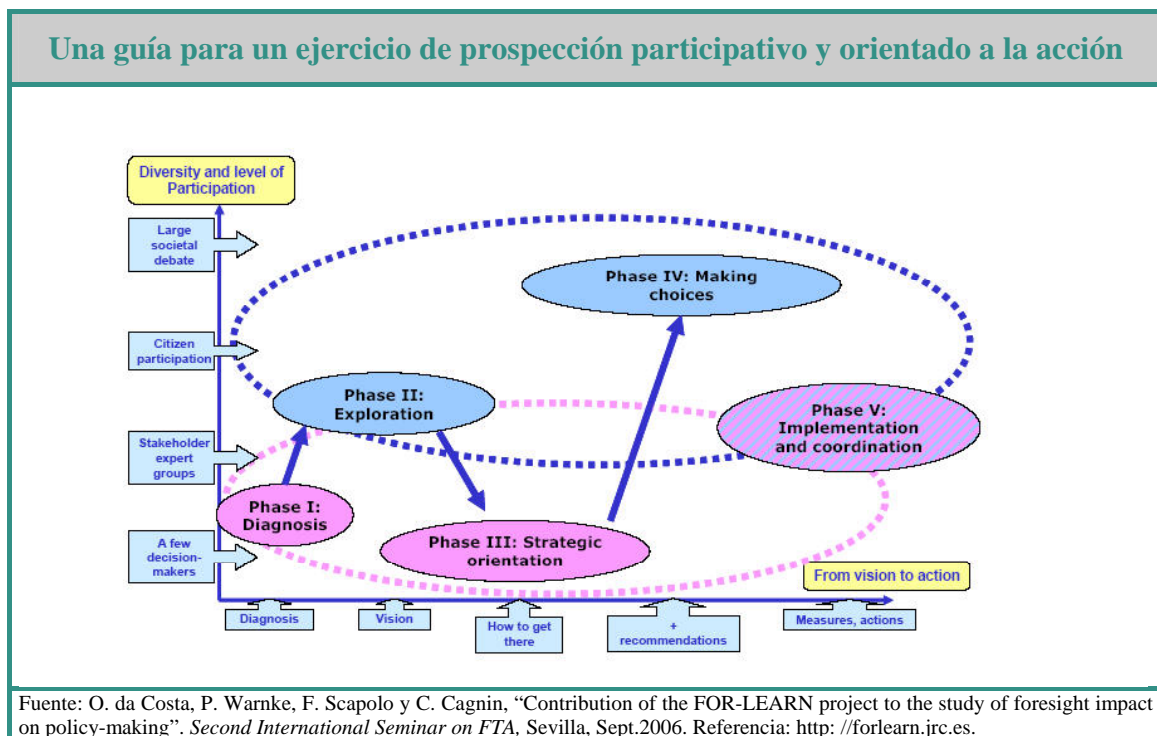 Una guía para un ejercicio de prospección participativo y orientado a la acción
Diversity and level of
Participation
Large
societal
debate
Phase IV: Making
choices
Citizen
participation
Phase II:
Exploration
Phase V:
Implementation
and coordination
Stakeholder
expert
groups
Phase I:
Diagnosis
Phase III: Strategic
orientation
A few
decision-
makers
From vision to action
Diagnosis
Vision
How to get
there
+
recommendations
Measures, actions
Fuente: O. da Costa, P. Warnke, F. Scapolo y C. Cagnin, “Contribution of the FOR-LEARN project to the study of foresight impact
on policy-making”. Second International Seminar on FTA, Sevilla, Sept.2006. Referencia: http: //forlearn.jrc.es.